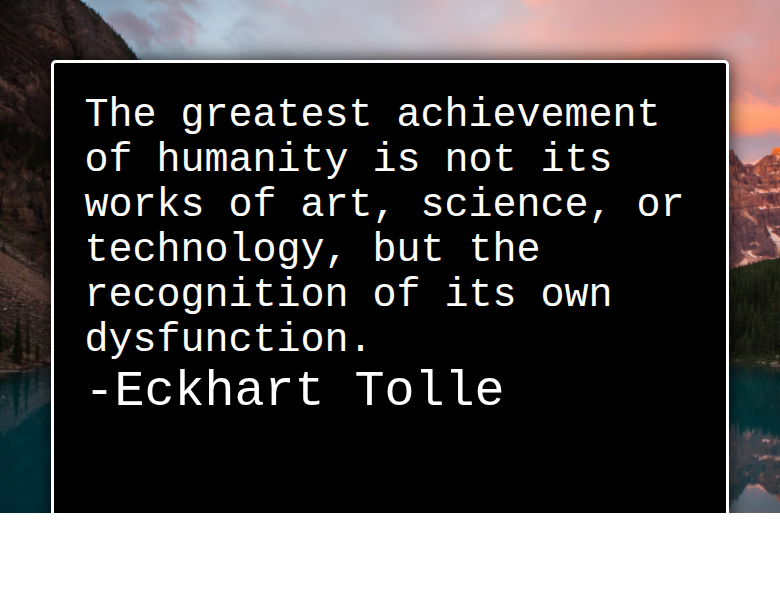 The greatest achievement
of humanity is not its
works of art, science, or
technology, but the
recognition of its own
dysfunction.
-Eckhart Tolle